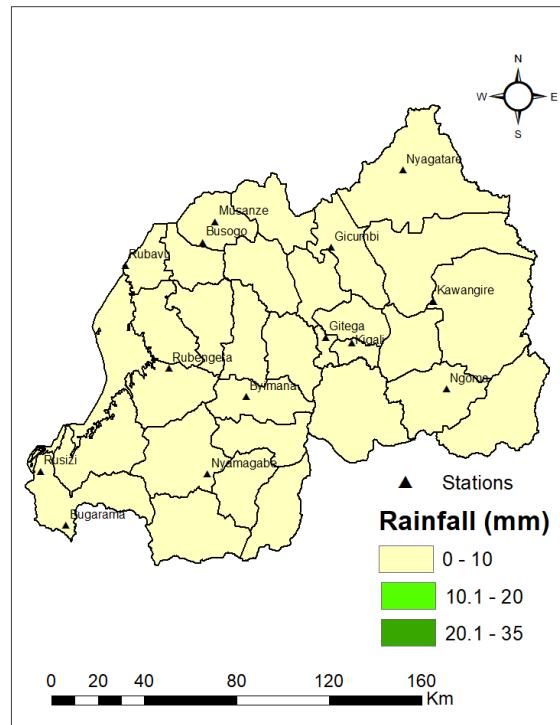 N
W E
S
Nyagatare
Musanze
Busogo
Gicumbi
Rubavu
Kawangire
Gitega
Kigali
Rubengera
Ngoma
Byimana
Rusizi
Nyamagabe
Bugarama
Stations
Rainfall (mm)
0 - 10
10.1 - 20
20.1 - 35
0 20 40 80 120 160
Km